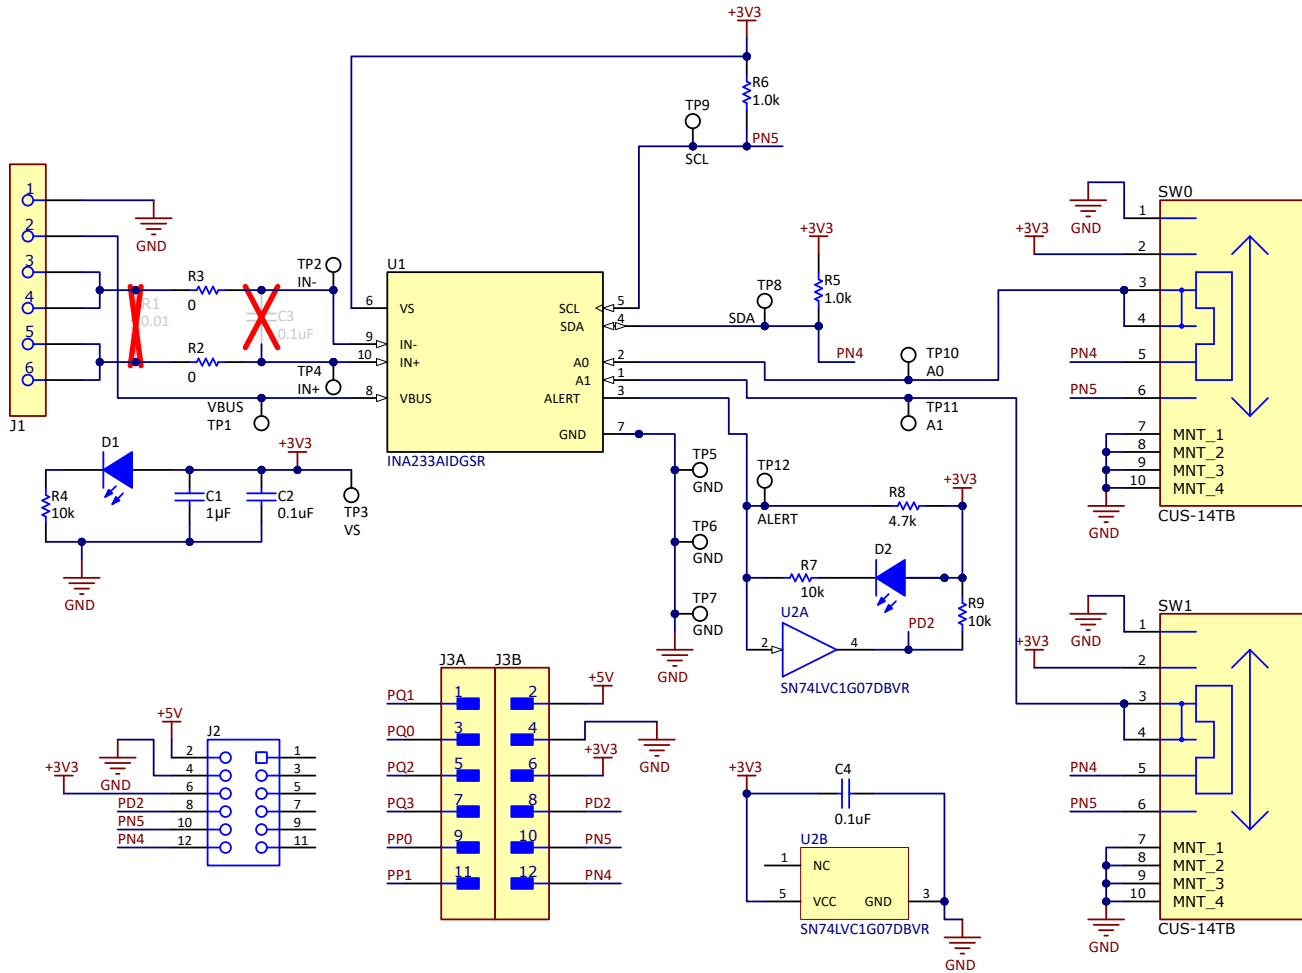 +3V3
R6
1.0k
TP9
PN5
SCL
J1
1
2
3
4
5
6
GND
R3
0
R1
0.01
C3
0.1uF
R2
0
TP2
IN-
TP4
IN+
VBUS
TP1
U1
6 VS
9 IN-
10 IN+
8 VBUS
SCL 5
SDA 4
A0 2
A1 1
ALERT 3
GND 7
INA233AIDGSR
+3V3
R5
1.0k
TP8
SDA
PN4
TP10
A0
TP11
A1
SW0
GND
+3V3
1
2
3
4
PN4 5
PN5 6
7 MNT_1
8 MNT_2
9 MNT_3
10 MNT_4
GND
CUS-14TB
D1
+3V3
R4
10k
C1
1µF
C2
0.1uF
TP3
VS
GND
TP5
GND
TP6
GND
TP7
GND
GND
TP12
ALERT
R8
4.7k
+3V3
R7
10k
D2
R9
10k
U2A
PD2
2
4
SN74LVC1G07DBVR
SW1
GND
+3V3
1
2
3
4
PN4 5
PN5 6
7 MNT_1
8 MNT_2
9 MNT_3
10 MNT_4
GND
CUS-14TB
J2
+5V
GND
+3V3
2 1
4 3
6 5
PD2 8 7
PN5 10 9
PN4 12 11
J3A J3B
PQ1 1 2 +5V
PQ0 3 4 GND
PQ2 5 6 +3V3
PQ3 7 8 PD2
PP0 9 10 PN5
PP1 11 12 PN4
+3V3
C4
0.1uF
U2B
1 NC
5 VCC GND 3
SN74LVC1G07DBVR
GND